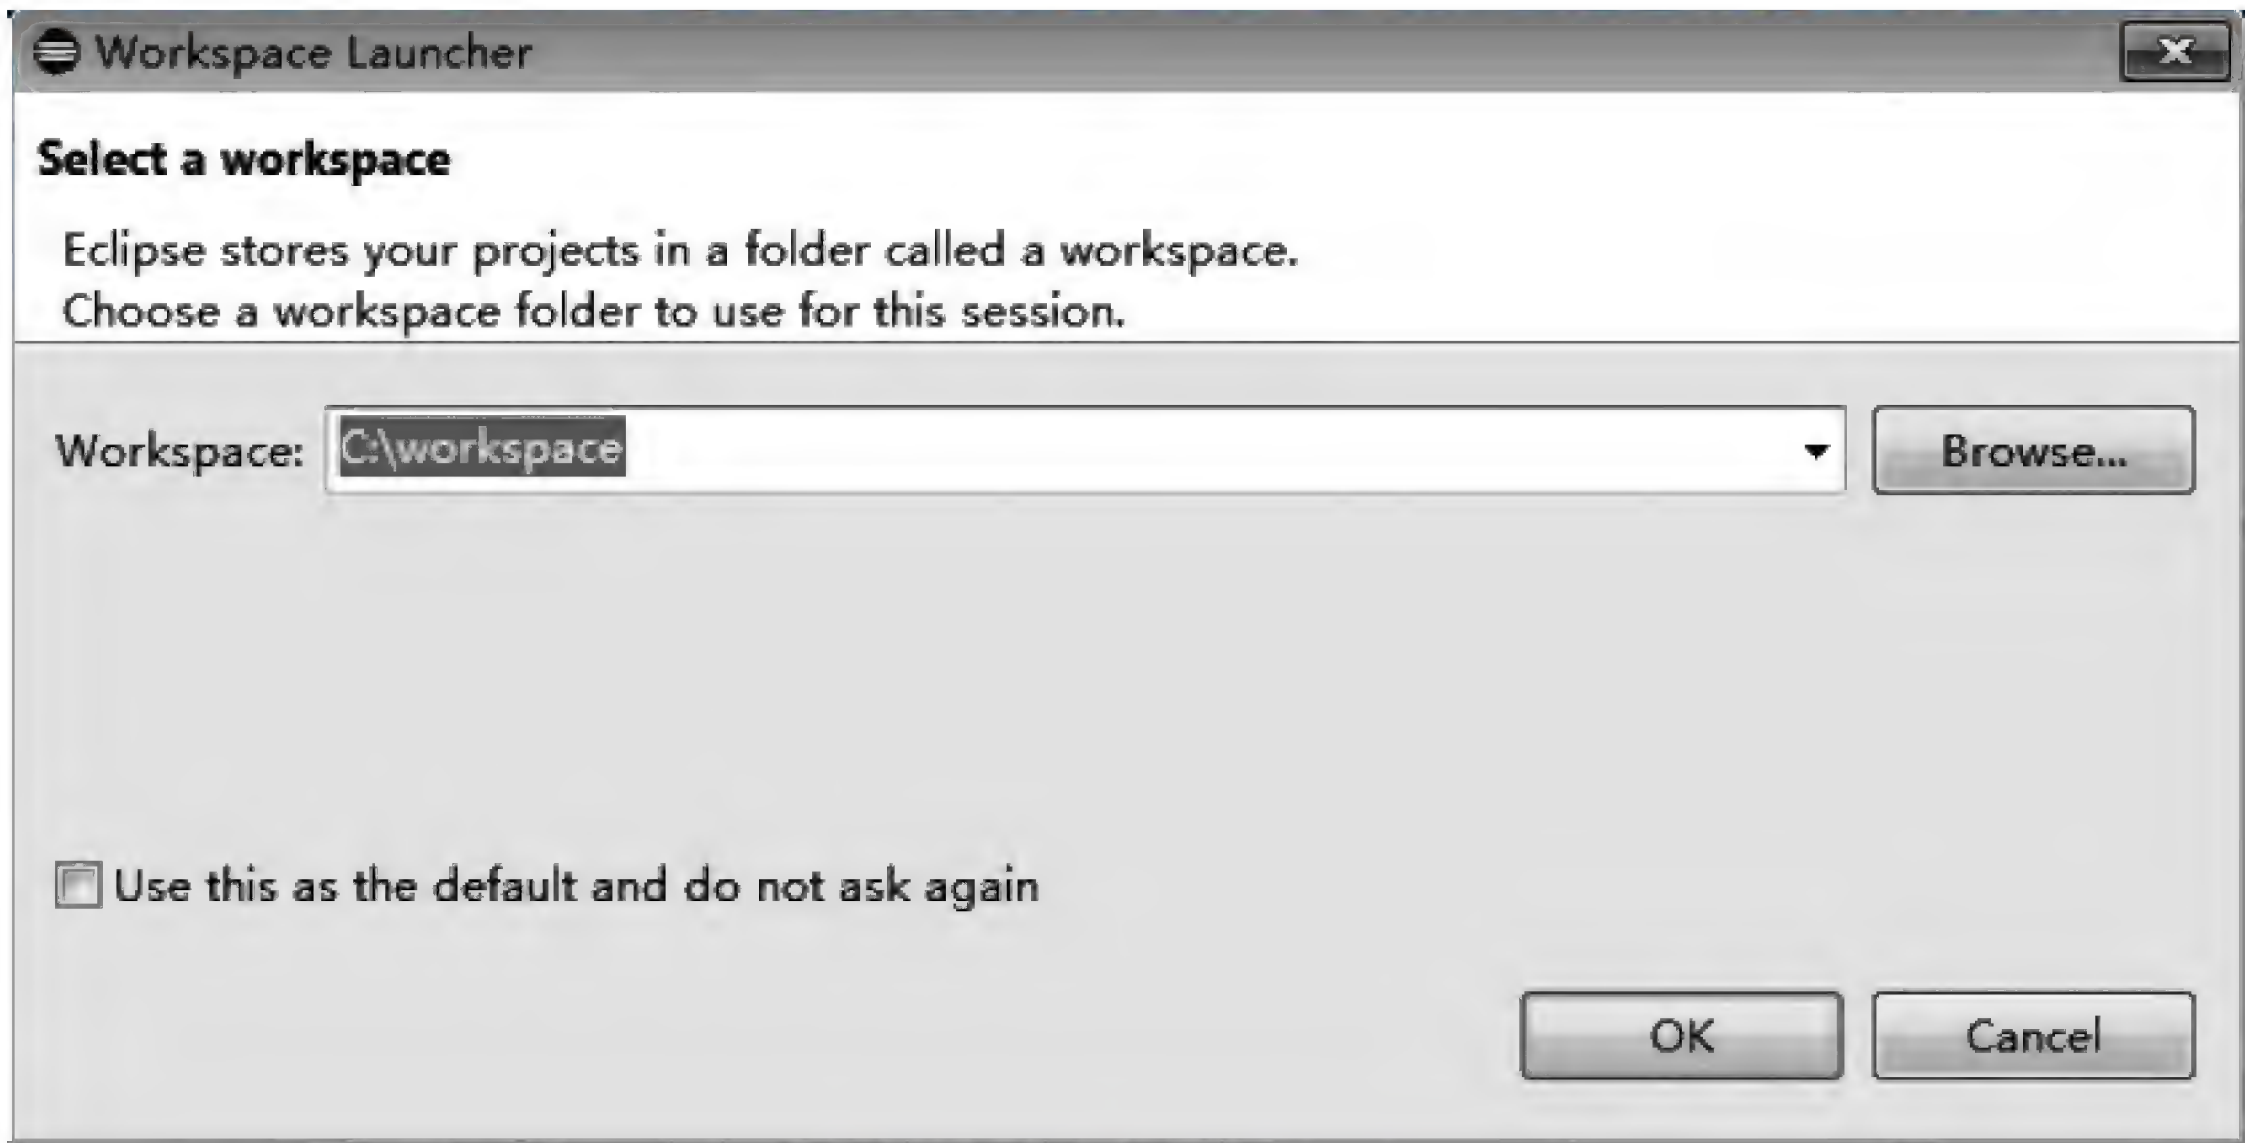 Workspace Launcher
Select a workspace
Eclipse stores your projects in a folder called a workspace.
Choose a workspace folder to use for this session.
Workspace: C:\workspace Browse...
Use this as the default and do not ask again
OK Cancel